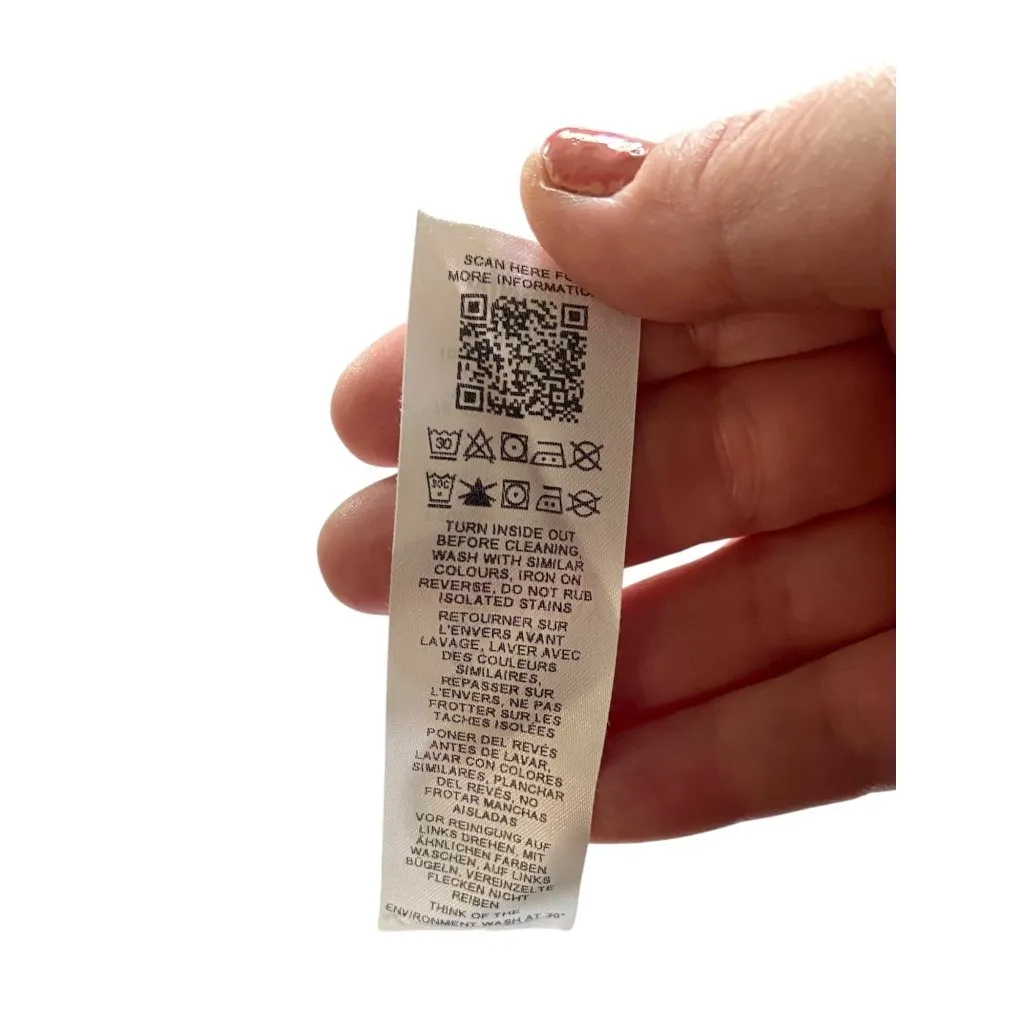 SCAN HERE
MORE INFORMATIO
30
30C
TURN INSIDE OUT
BEFORE CLEANING,
WASH WITH SIMILAR
COLOURS, IRON ON
REVERSE, DO NOT RUB
ISOLATED STAINS
RETOURNER SUR
L'ENVERS AVANT
LAVAGE, LAVER AVEC
DES COULEURS
SIMILAIRES,
REPASSER SUR
L'ENVERS, NE PAS
FROTTER SUR LES
TACHES ISOLÉES
PONER DEL REVÉS
ANTES DE LAVAR,
LAVAR CON COLORES
SIMILARES, PLANCHAR
DEL REVÉS, NO
FROTAR MANCHAS
AISLADAS
VOR REINIGUNG AUF
LINKS DREHEN, MIT
ÄHNLICHEN FARBEN
WASCHEN, AUF LINKS
BÜGELN, VEREINZELTE
FLECKEN NICHT
REIBEN
THINK OF THE
ENVIRONMENT WASH AT 30°